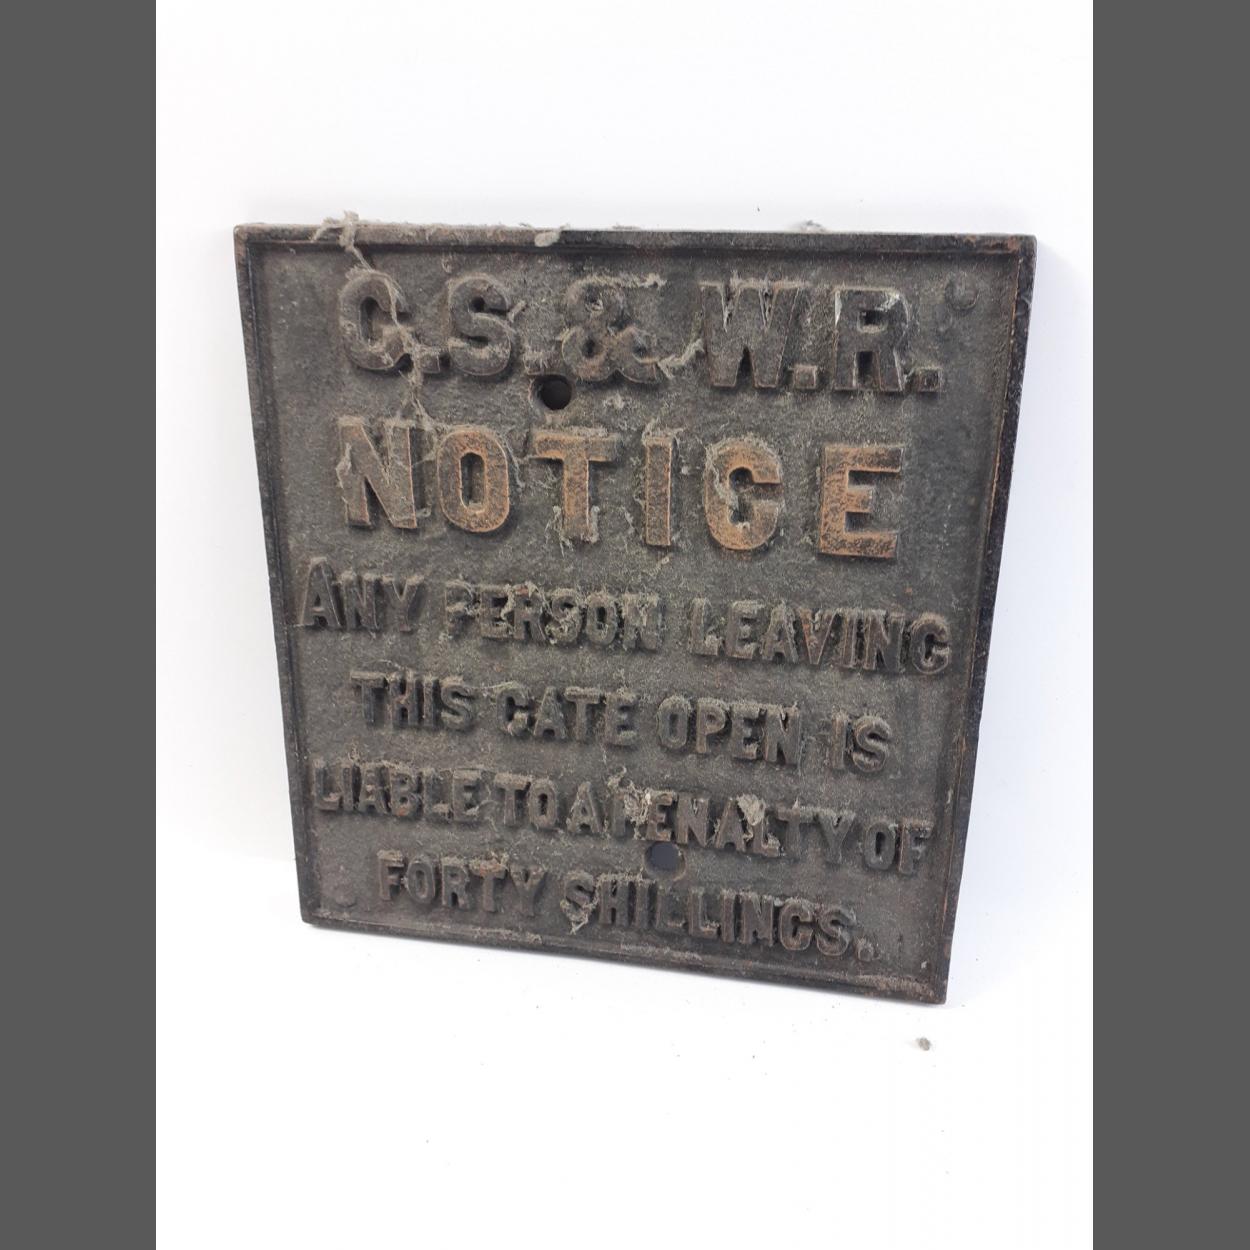 G.S. & W.R.
NOTICE
ANY PERSON LEAVING
THIS GATE OPEN IS
LIABLE TO A PENALTY OF
FORTY SHILLINGS.